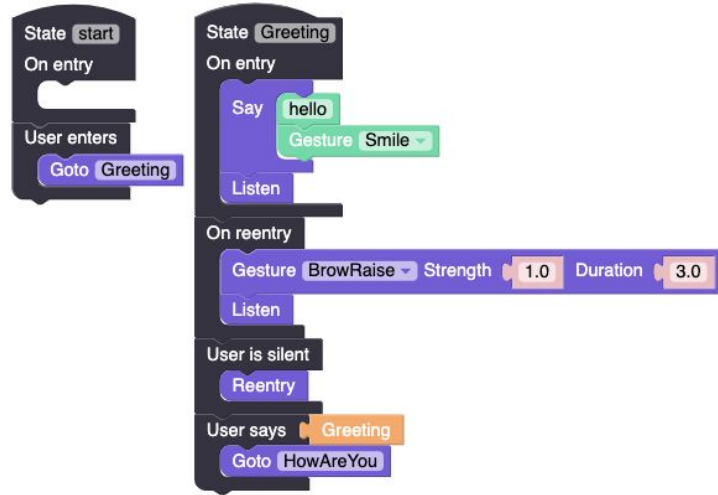 State start
On entry
User enters
Goto Greeting
State Greeting
On entry
Say hello
Gesture Smile
Listen
On reentry
Gesture BrowRaise Strength 1.0 Duration 3.0
Listen
User is silent
Reentry
User says Greeting
Goto HowAreYou